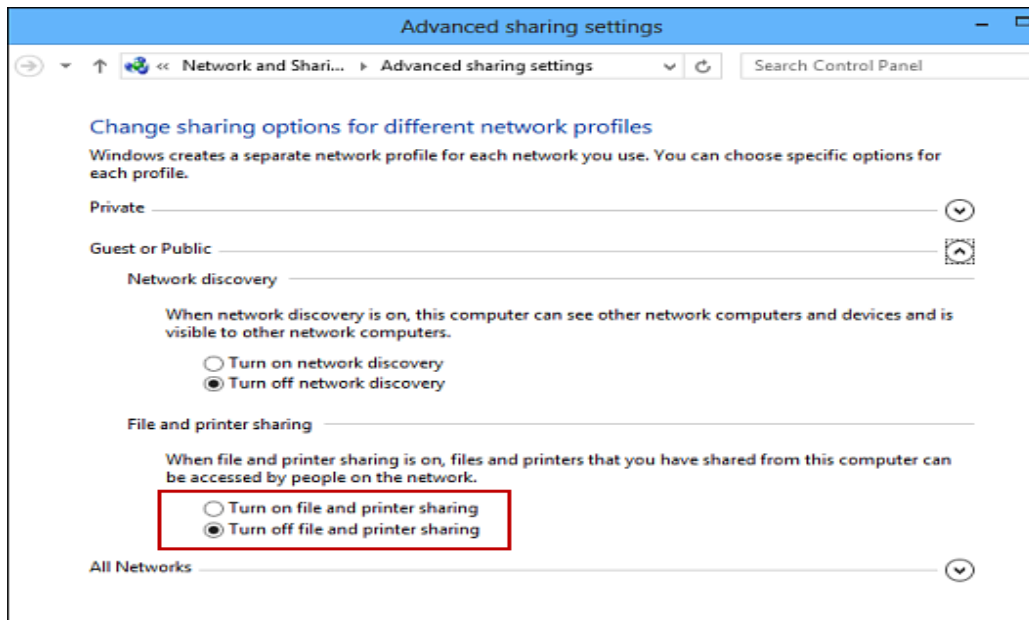 Advanced sharing settings
« Network and Shari... ▸ Advanced sharing settings
Search Control Panel
Change sharing options for different network profiles
Windows creates a separate network profile for each network you use. You can choose specific options for
each profile.
Private
Guest or Public
Network discovery
When network discovery is on, this computer can see other network computers and devices and is
visible to other network computers.
Turn on network discovery
Turn off network discovery
File and printer sharing
When file and printer sharing is on, files and printers that you have shared from this computer can
be accessed by people on the network.
Turn on file and printer sharing
Turn off file and printer sharing
All Networks